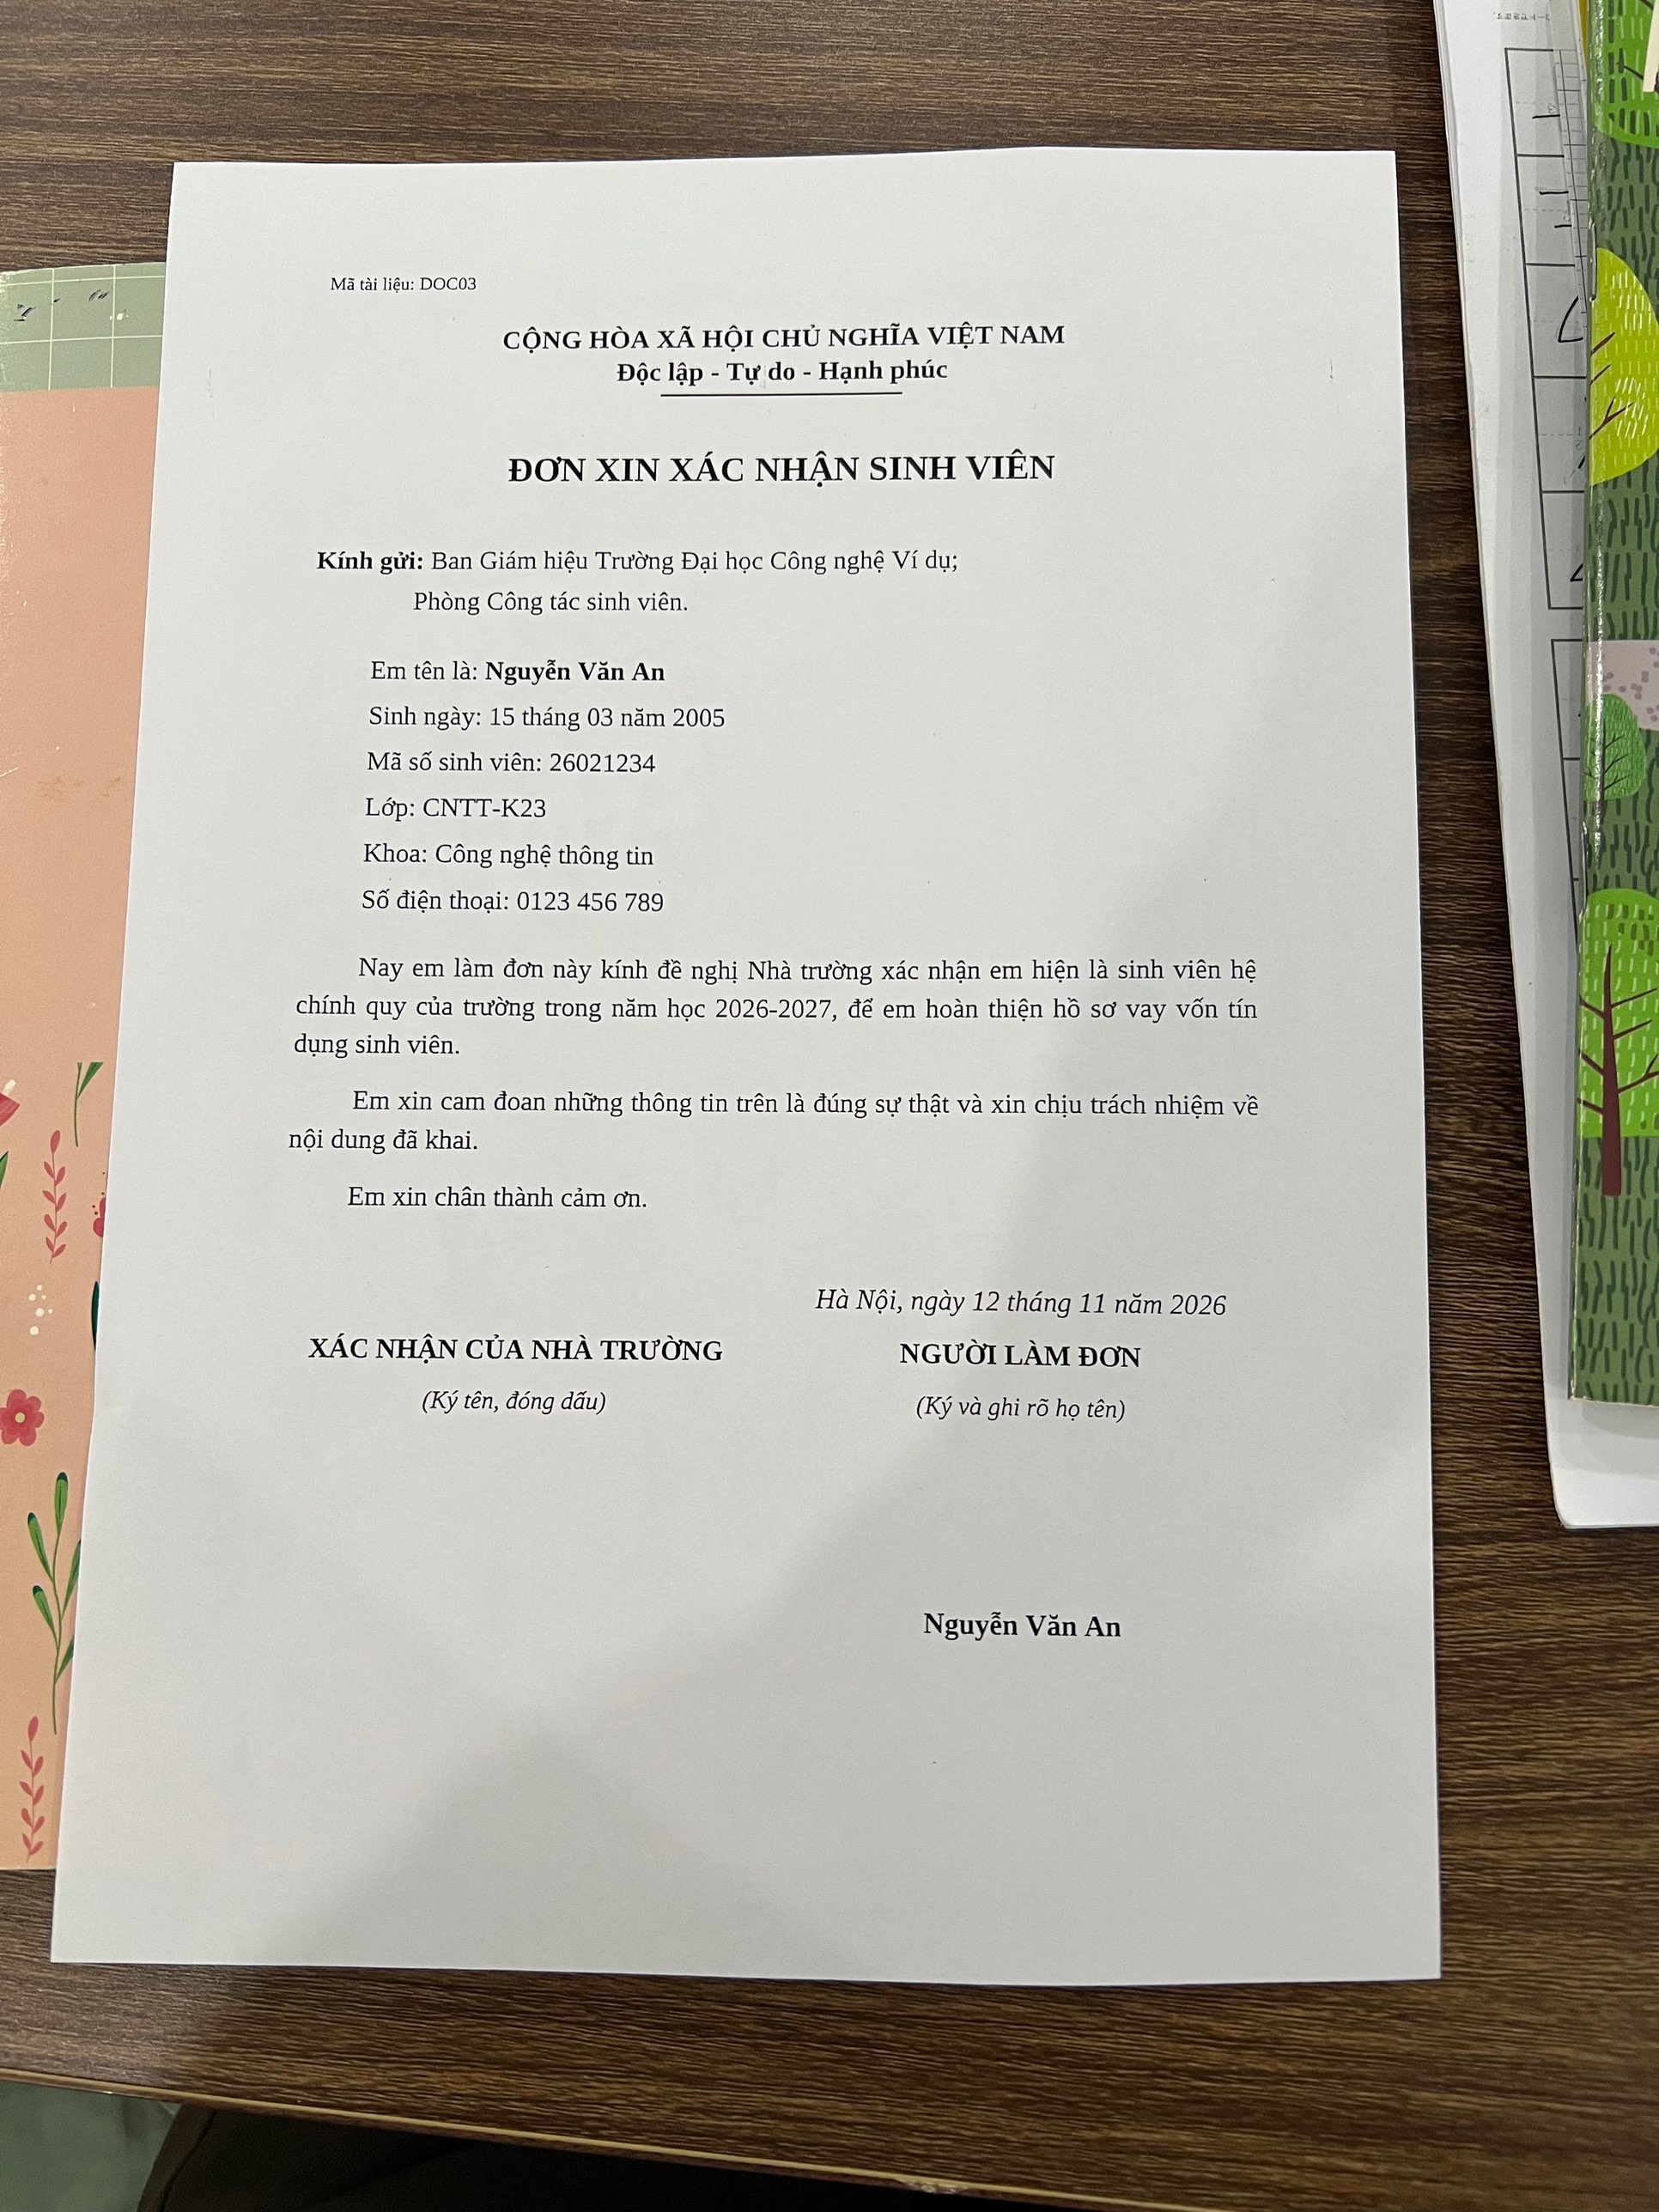 Mã tài liệu: DOC03
CỘNG HÒA XÃ HỘI CHỦ NGHĨA VIỆT NAM
Độc lập - Tự do - Hạnh phúc
ĐƠN XIN XÁC NHẬN SINH VIÊN
Kính gửi: Ban Giám hiệu Trường Đại học Công nghệ Ví dụ;
Phòng Công tác sinh viên.
Em tên là: Nguyễn Văn An
Sinh ngày: 15 tháng 03 năm 2005
Mã số sinh viên: 26021234
Lớp: CNTT-K23
Khoa: Công nghệ thông tin
Số điện thoại: 0123 456 789
Nay em làm đơn này kính đề nghị Nhà trường xác nhận em hiện là sinh viên hệ
chính quy của trường trong năm học 2026-2027, để em hoàn thiện hồ sơ vay vốn tín
dụng sinh viên.
Em xin cam đoan những thông tin trên là đúng sự thật và xin chịu trách nhiệm về
nội dung đã khai.
Em xin chân thành cảm ơn.
Hà Nội, ngày 12 tháng 11 năm 2026
XÁC NHẬN CỦA NHÀ TRƯỜNG
(Ký tên, đóng dấu)
NGƯỜI LÀM ĐƠN
(Ký và ghi rõ họ tên)
Nguyễn Văn An